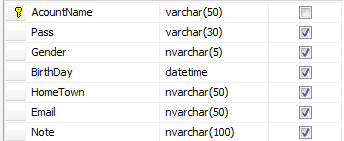 AcountName varchar(50)
Pass varchar(30)
Gender nvarchar(5)
BirthDay datetime
HomeTown nvarchar(50)
Email nvarchar(50)
Note nvarchar(100)